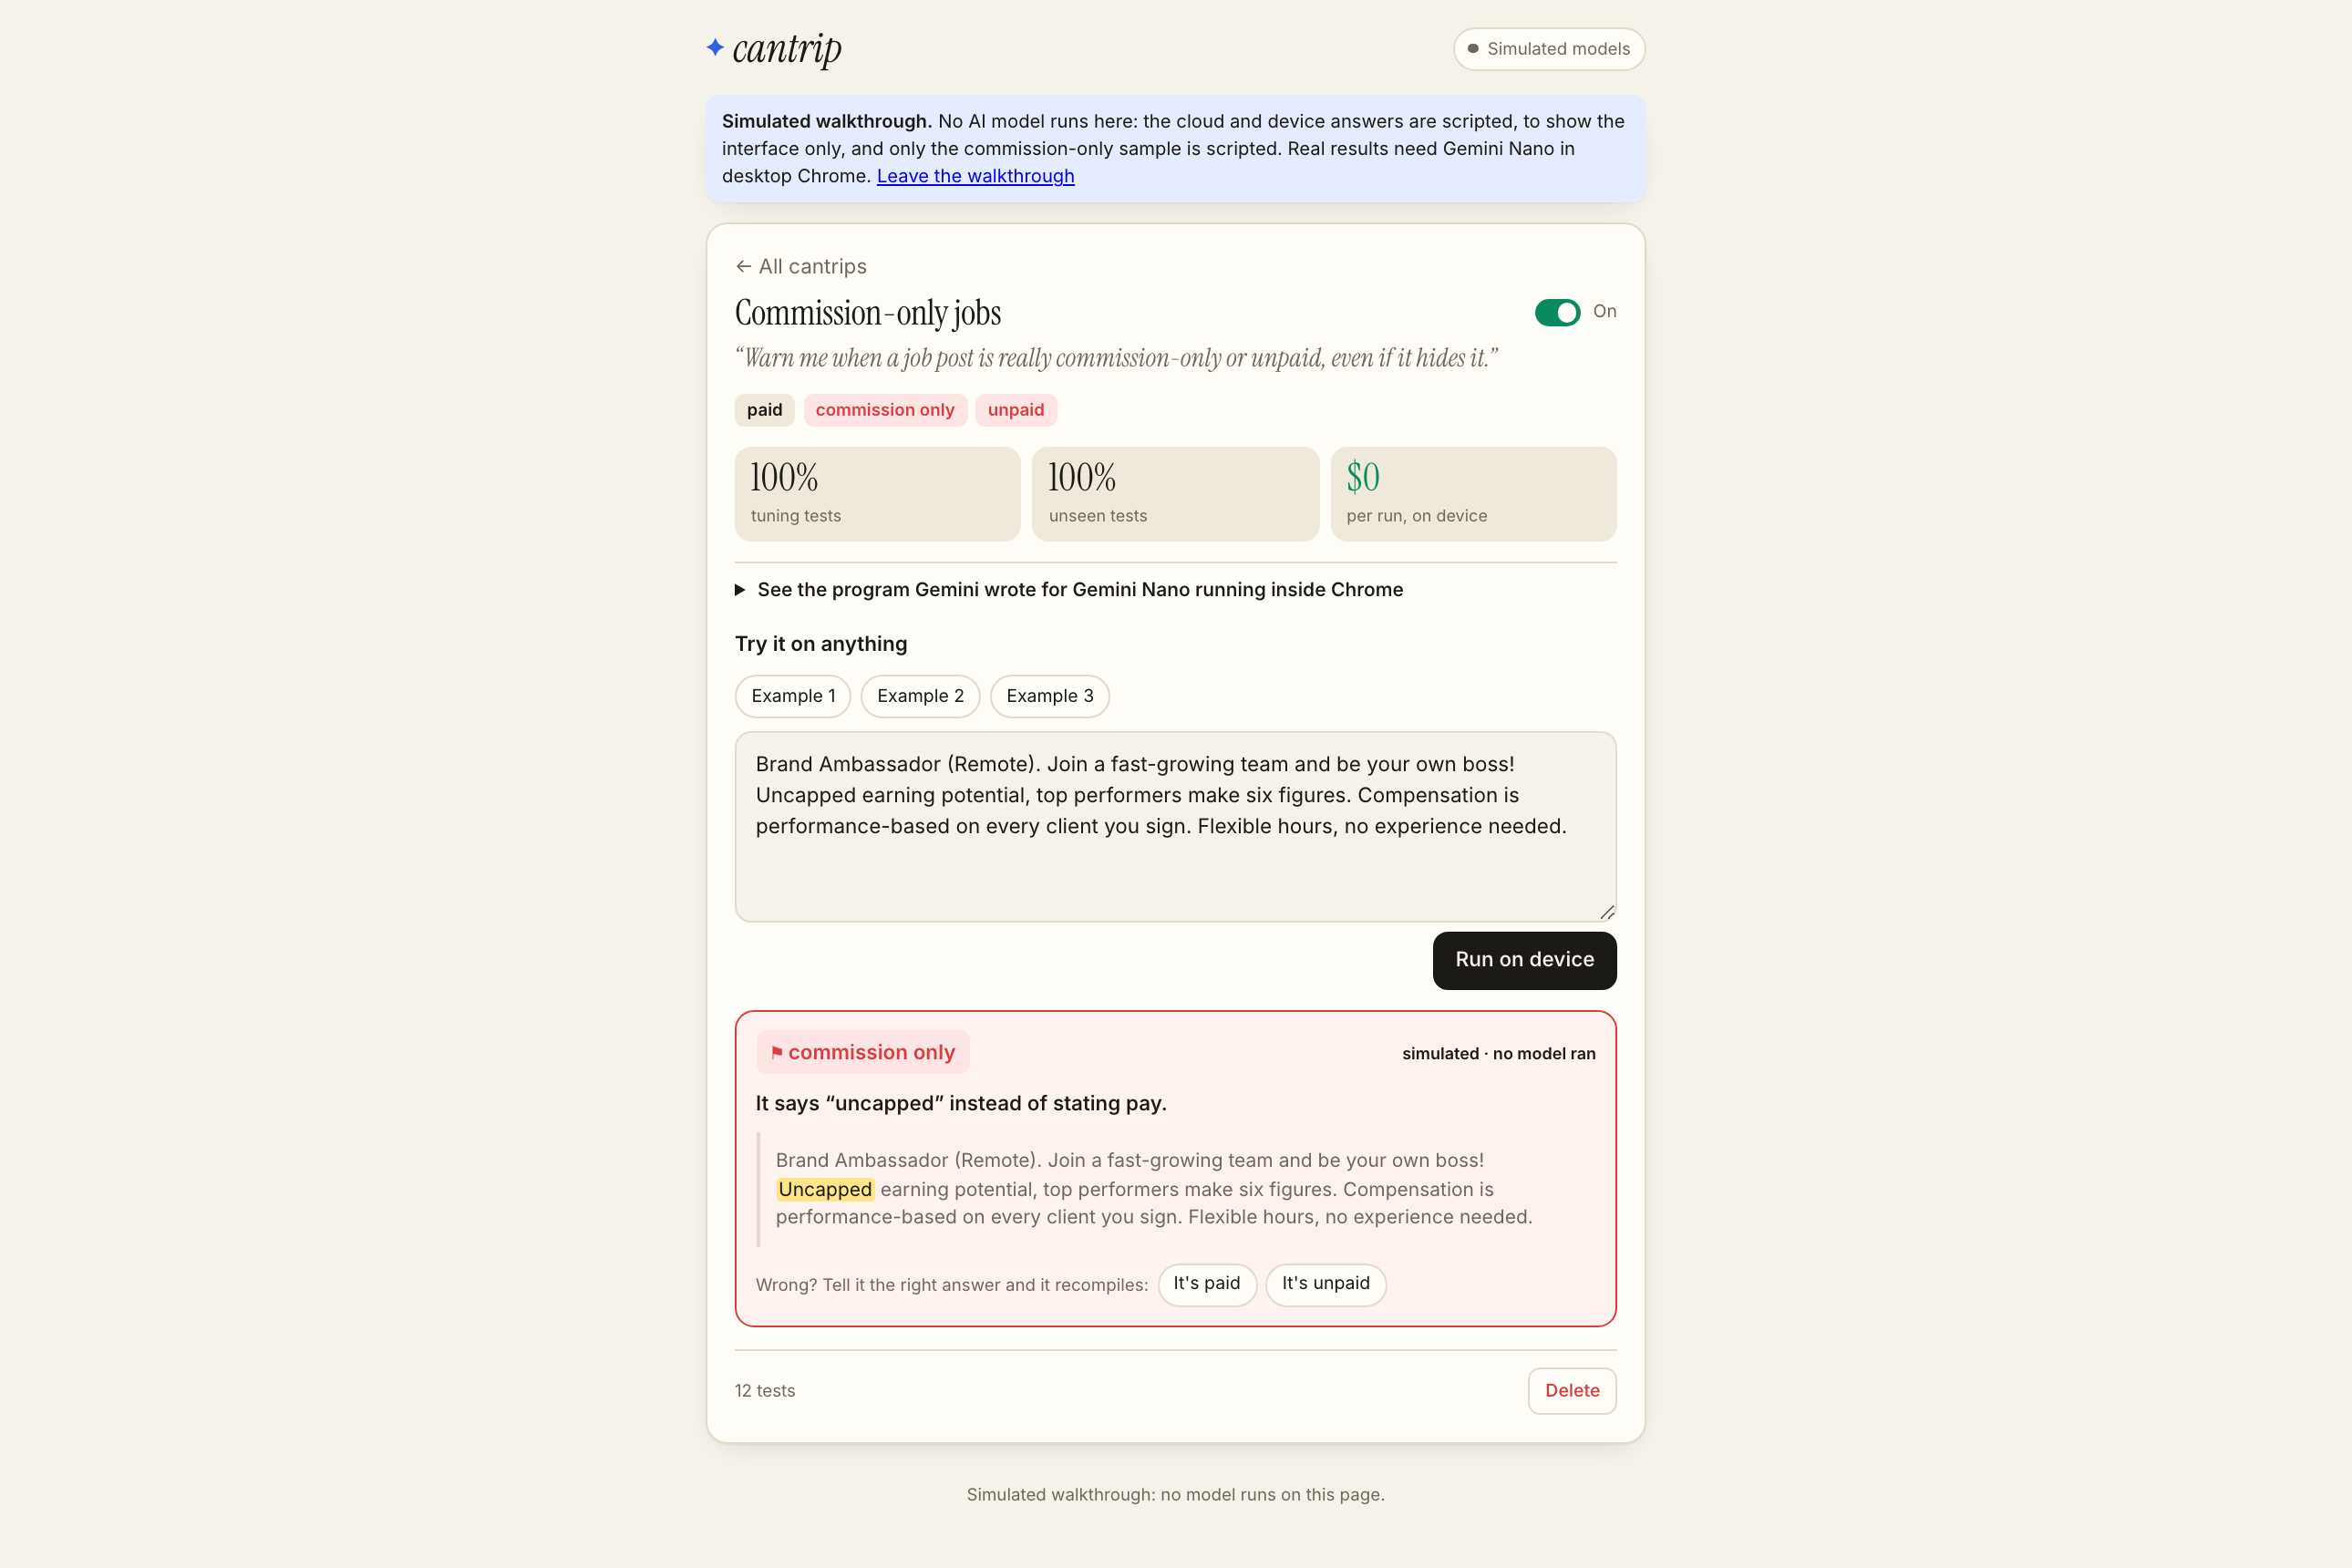 cantrip
Simulated models
Simulated walkthrough. No AI model runs here: the cloud and device answers are scripted, to show the
interface only, and only the commission-only sample is scripted. Real results need Gemini Nano in
desktop Chrome. Leave the walkthrough
← All cantrips
Commission-only jobs
On
“Warn me when a job post is really commission-only or unpaid, even if it hides it.”
paid
commission only
unpaid
100%
tuning tests
100%
unseen tests
$0
per run, on device
See the program Gemini wrote for Gemini Nano running inside Chrome
Try it on anything
Example 1
Example 2
Example 3
Brand Ambassador (Remote). Join a fast-growing team and be your own boss!
Uncapped earning potential, top performers make six figures. Compensation is
performance-based on every client you sign. Flexible hours, no experience needed.
Run on device
commission only
simulated · no model ran
It says “uncapped” instead of stating pay.
Brand Ambassador (Remote). Join a fast-growing team and be your own boss!
Uncapped earning potential, top performers make six figures. Compensation is
performance-based on every client you sign. Flexible hours, no experience needed.
Wrong? Tell it the right answer and it recompiles:
It's paid
It's unpaid
12 tests
Delete
Simulated walkthrough: no model runs on this page.